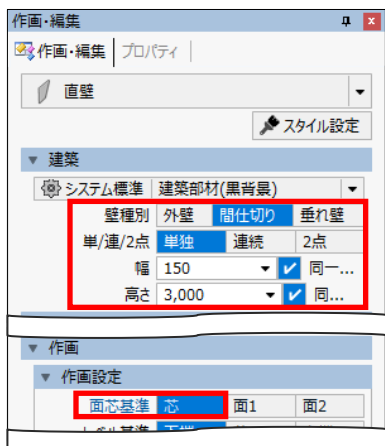 作画・編集
作画・編集 プロパティ
直壁
スタイル設定
建築
システム標準 建築部材(黒背景)
壁種別 外壁 間仕切り 垂れ壁
単/連/2点 単独 連続 2点
幅 150 同一...
高さ 3,000 同...
作画
作画設定
面芯基準 芯 面1 面2